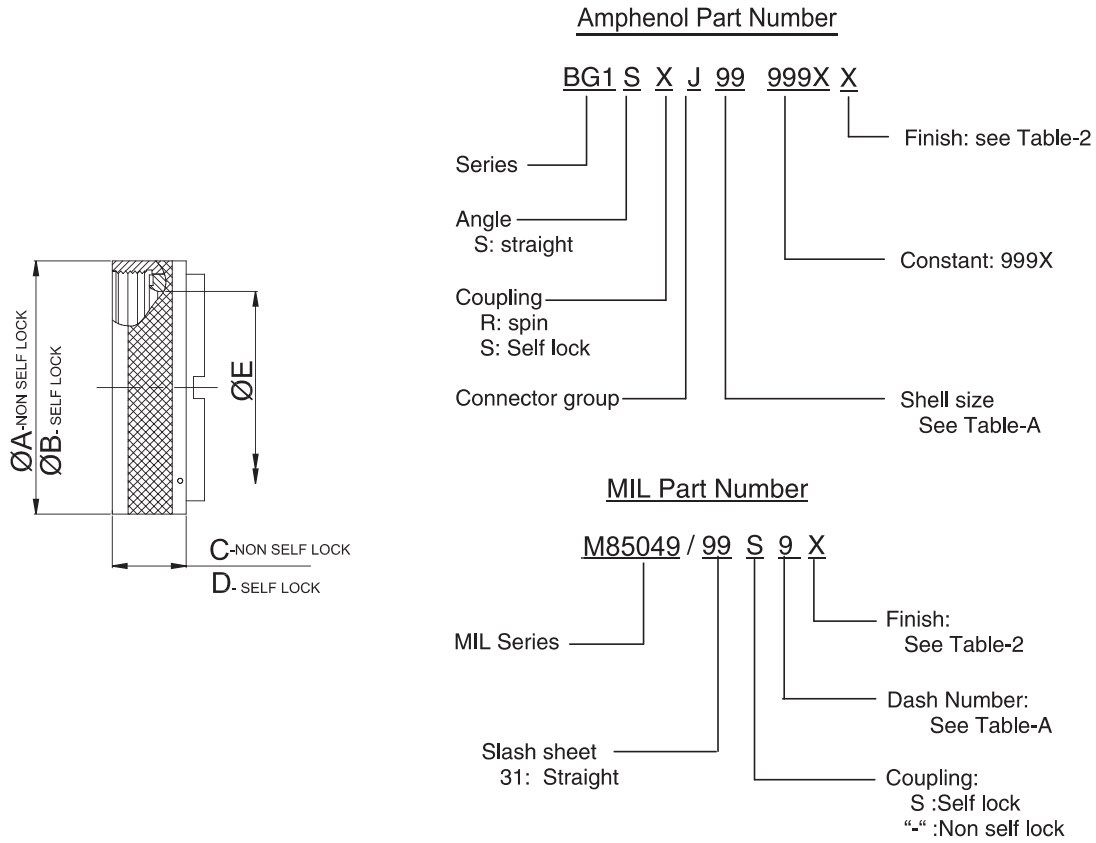 Amphenol Part Number
BG1 S X J 99 999X X
Finish: see Table-2
Series
Angle
S: straight
Constant: 999X
Coupling
R: spin
S: Self lock
Connector group
Shell size
See Table-A
ØA-NON SELF LOCK
ØB-SELF LOCK
ØE
C-NON SELF LOCK
D- SELF LOCK
MIL Part Number
M85049 / 99 S 9 X
Finish:
See Table-2
MIL Series
Dash Number:
See Table-A
Slash sheet
31: Straight
Coupling:
S :Self lock
“-“ :Non self lock